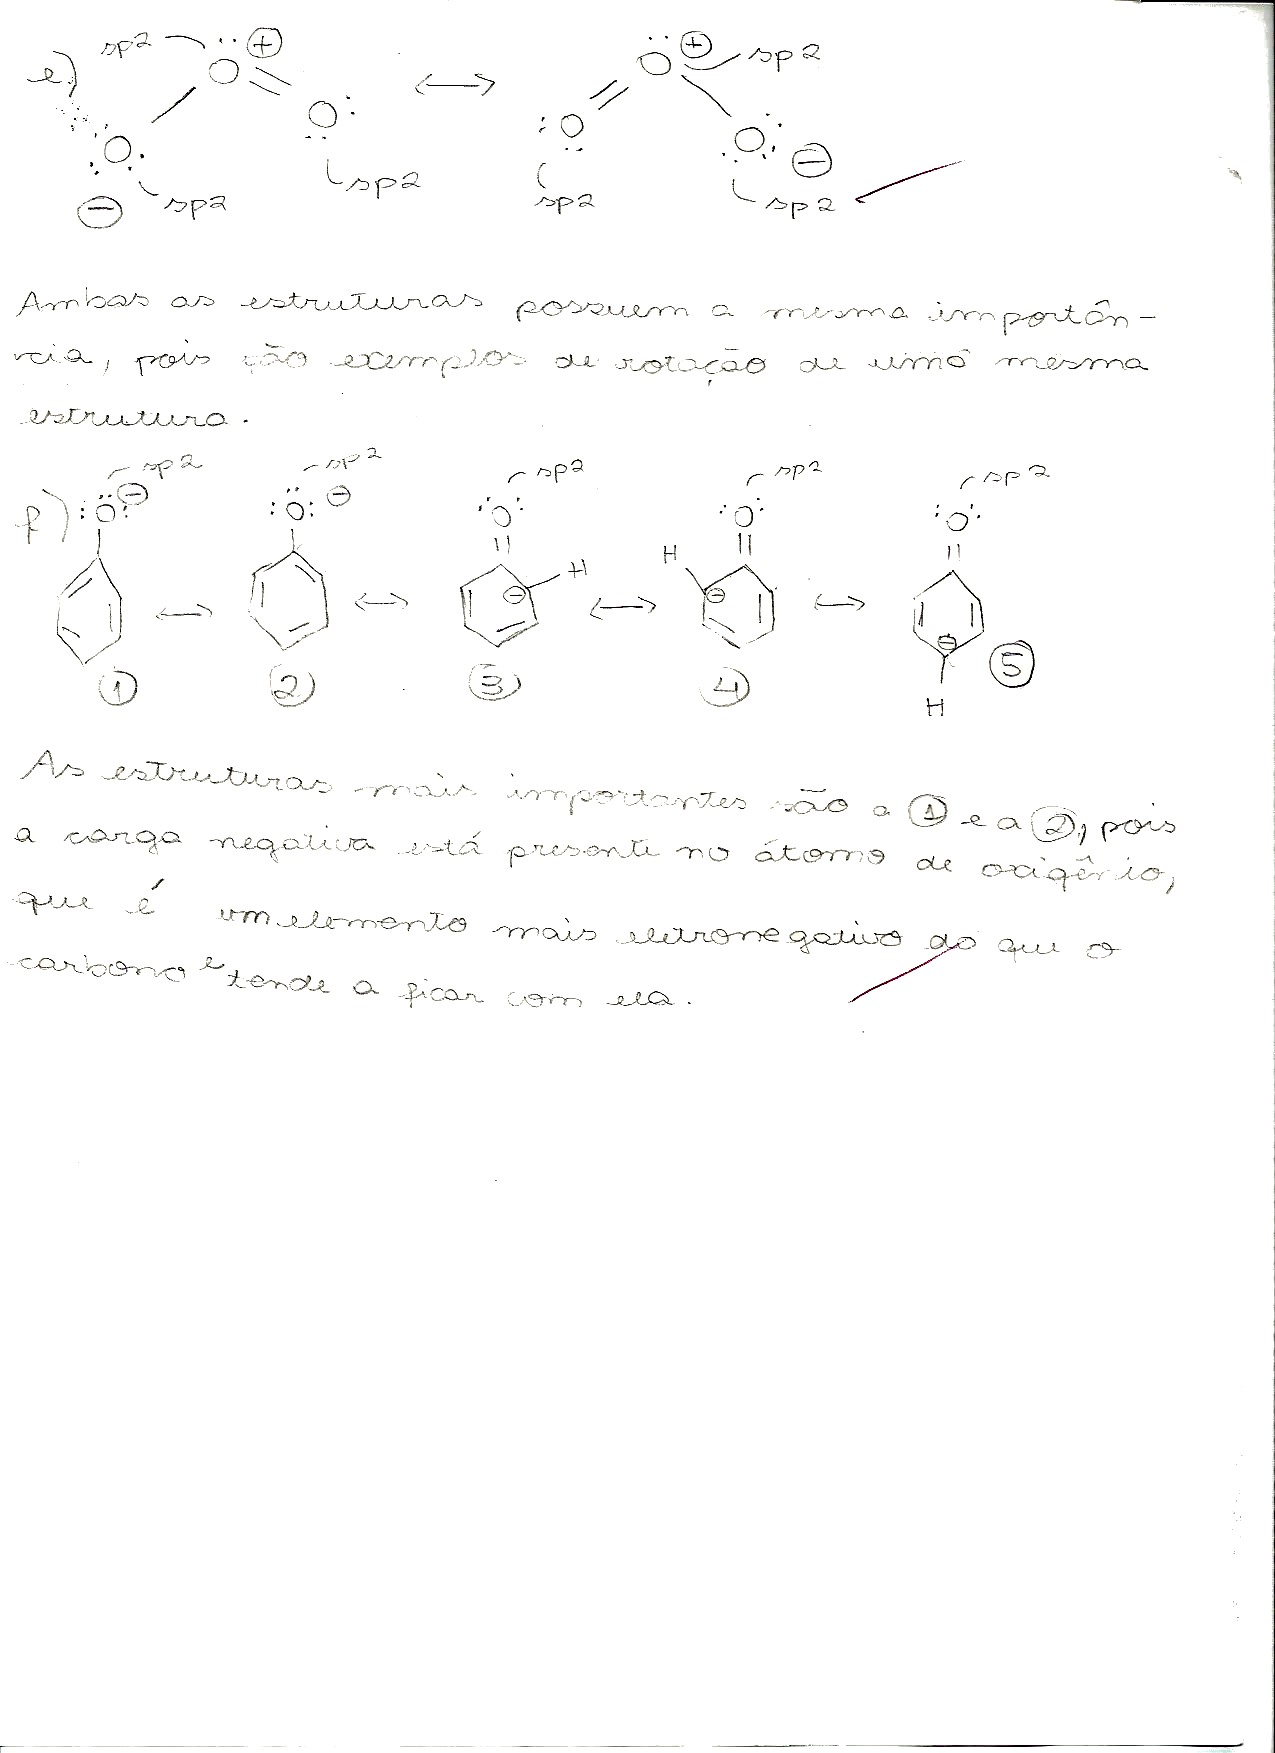 sp2 ⊕ ⊕ sp2
e) O O ↔ O
O O O
⊖ sp2 sp2 sp2 ⊖ sp2
Ambas as estruturas possuem a mesma importân-
cia, pois são exemplos de rotação de uma mesma
estrutura.
sp2 sp2 sp2 sp2 sp2
f) :O: ⊖ :O: ⊖ O O O
H H
⊖ ⊖ ⊖
↔ ↔ ↔ ↔
① ② ③ ④ ⑤
H
As estruturas mais importantes são a ① e a ②, pois
a carga negativa está presente no átomo de oxigênio,
que é um elemento mais eletronegativo do que o
carbono e tende a ficar com ela.